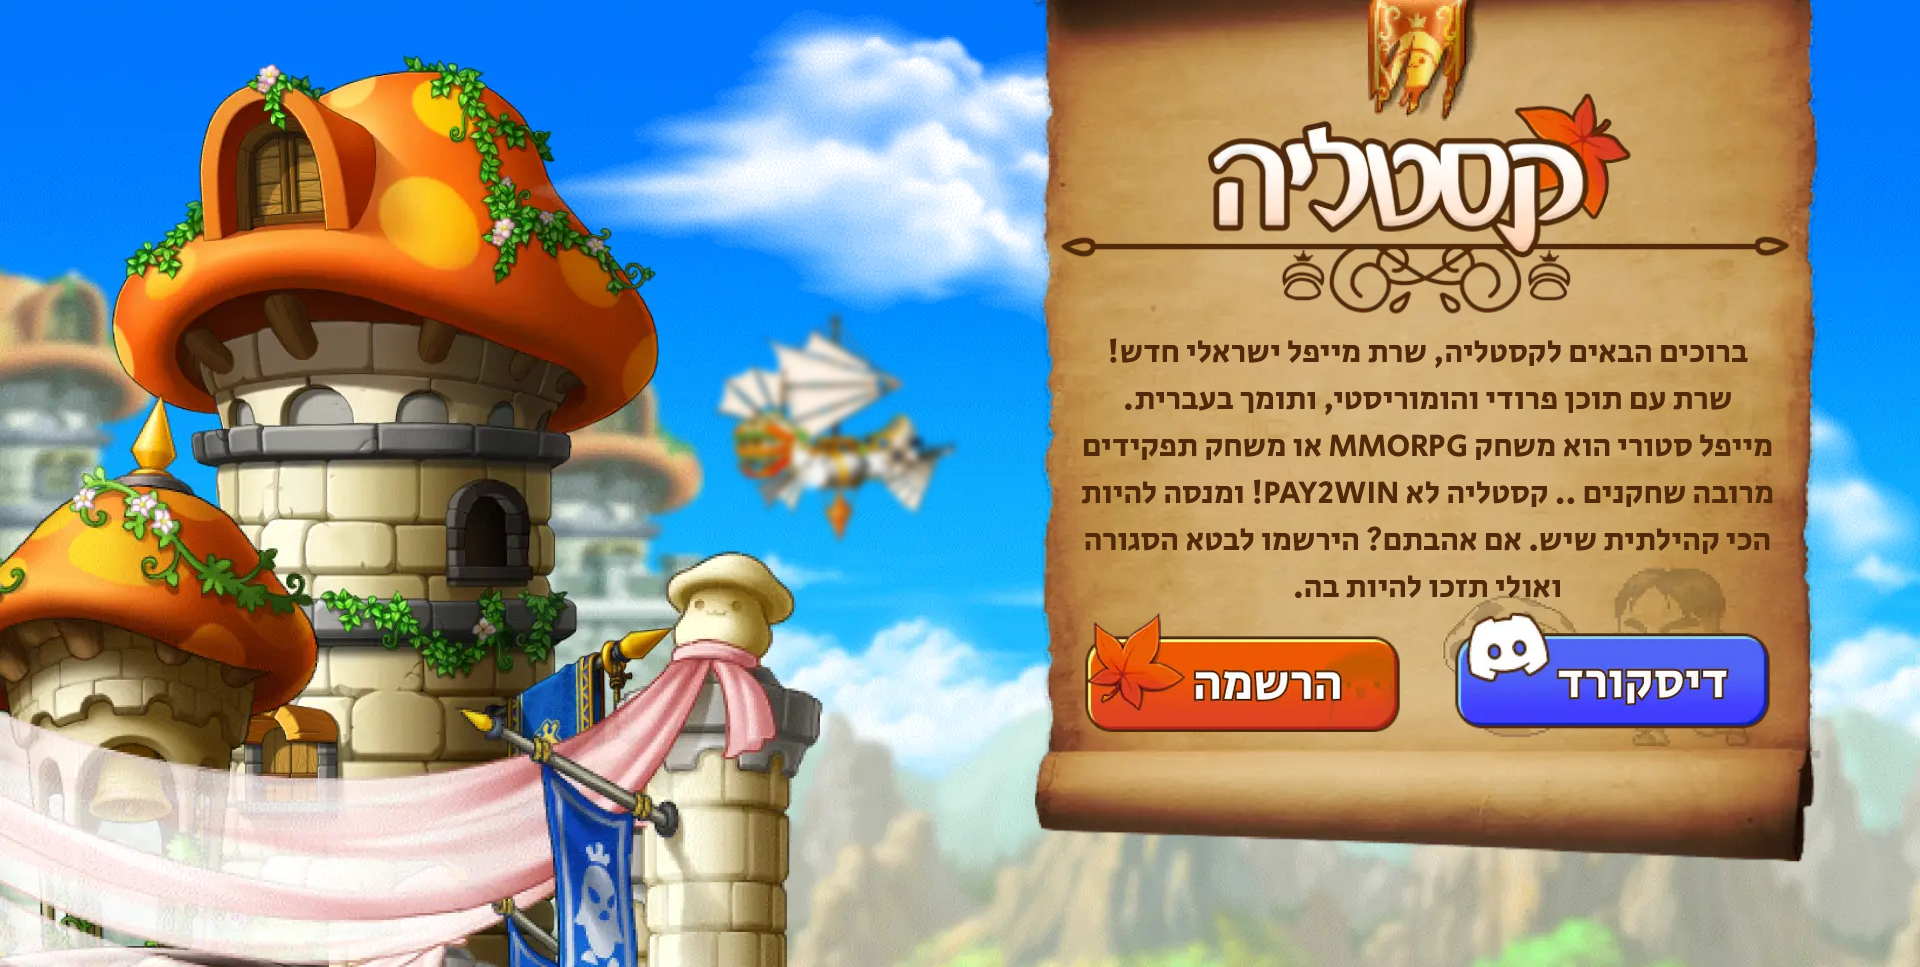 קסטליה
ברוכים הבאים לקסטליה, שרת מייפל ישראלי חדש!
שרת עם תוכן פרודי והומוריסטי, ותומך בעברית.
מייפל סטורי הוא משחק MMORPG או משחק תפקידים
מרובה שחקנים .. קסטליה לא PAY2WIN! ומנסה להיות
הכי קהילתית שיש. אם אהבתם? הירשמו לבטא הסגורה
ואולי תזכו להיות בה.
דיסקורד
הרשמה